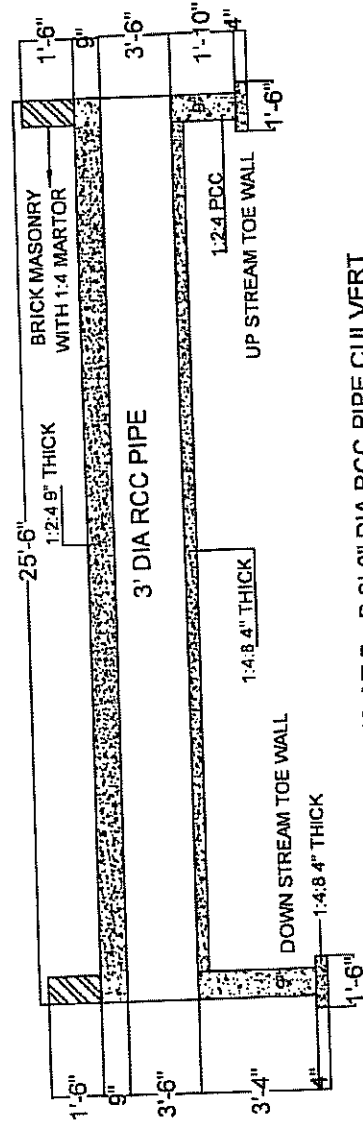 25'-6"
1:2:4 9" THICK
BRICK MASONRY
WITH 1:4 MARTOR
1'-6"
9"
3'-6"
1'-10"
4"
1'-6"
9"
3'-6"
3'-4"
4"
3' DIA RCC PIPE
1:4:8 4" THICK
1:2:4 PCC
9"
1'-6"
UP STREAM TOE WALL
DOWN STREAM TOE WALL
9"
1:4:8 4" THICK
1'-6"
DIA RCC PIPE CULVERT